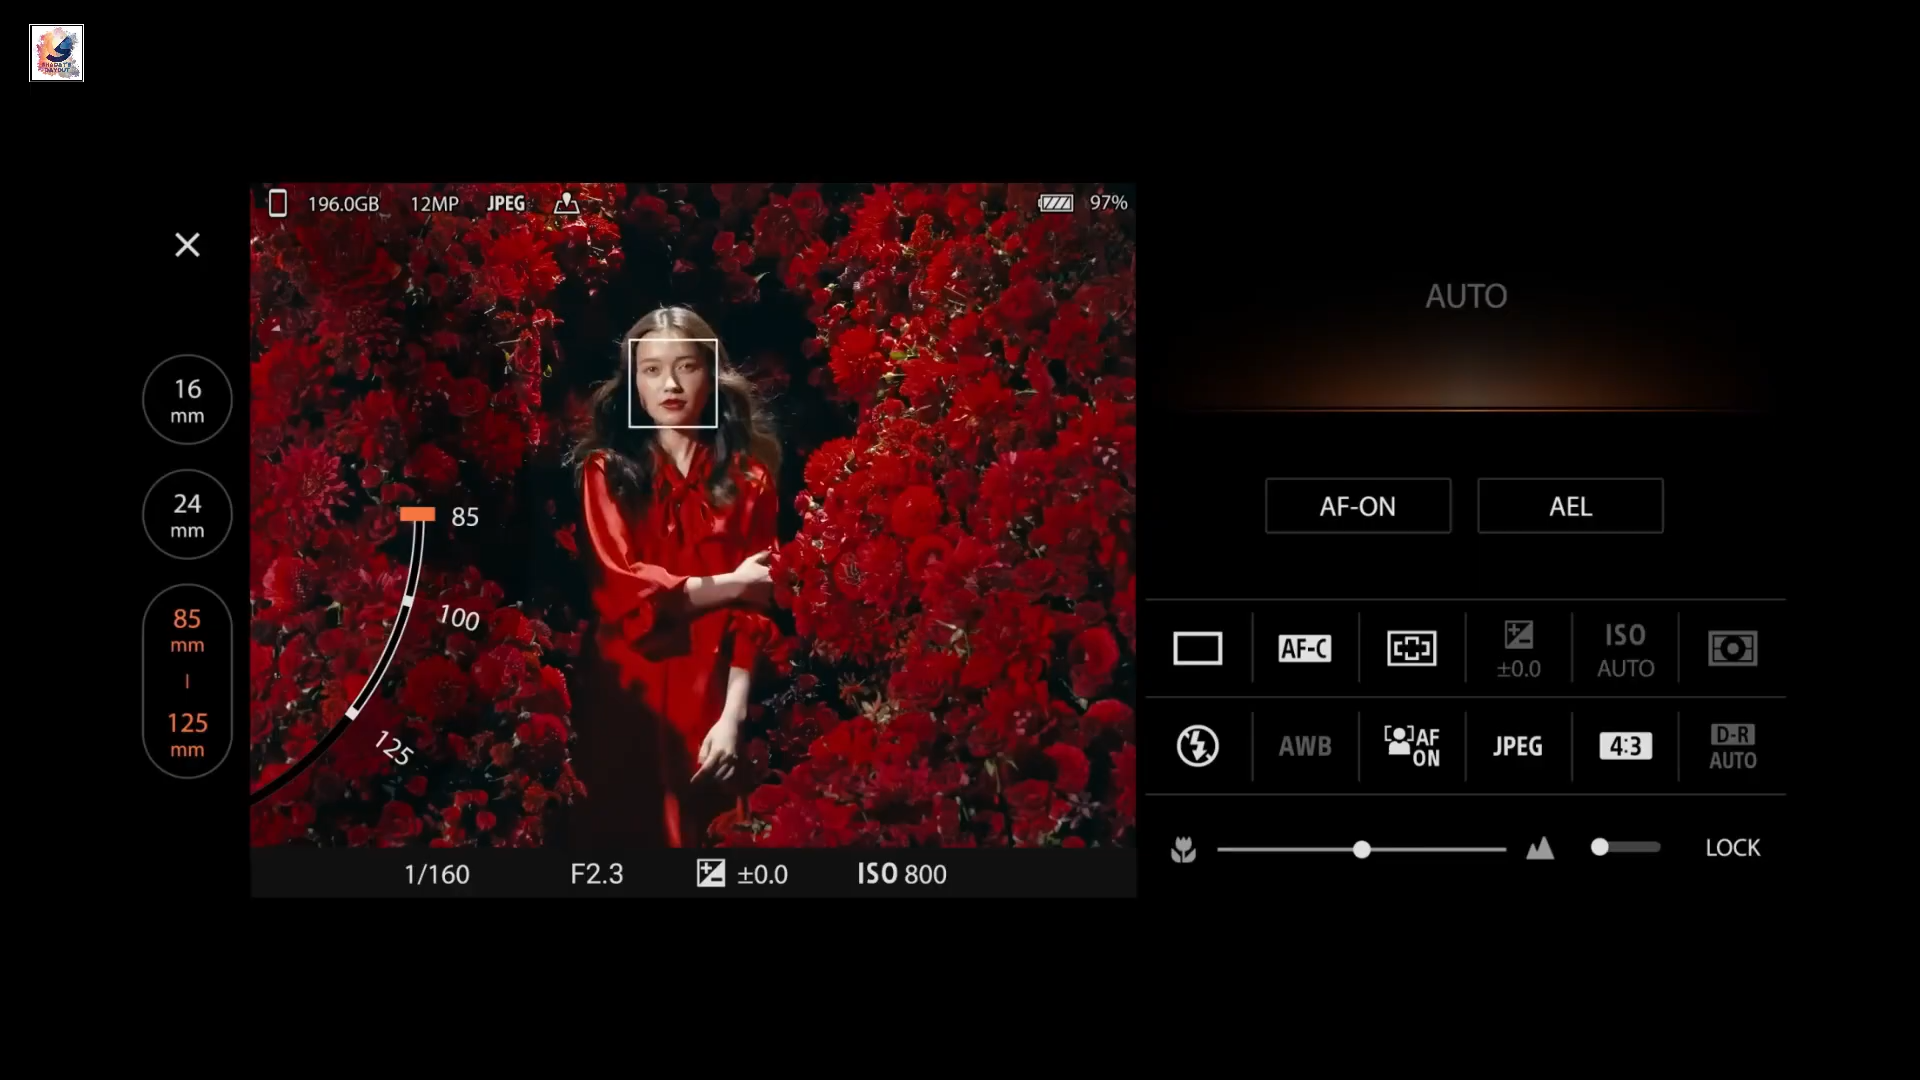 196.0GB 12MP JPEG 97%
16
mm
24
mm
85
mm
125
mm
85
100
125
1/160 F2.3 ±0.0 ISO 800
AUTO
AF-ON AEL
AF-C ±0.0 ISO
AUTO
AWB AF
ON JPEG 4:3 D-R
AUTO
LOCK